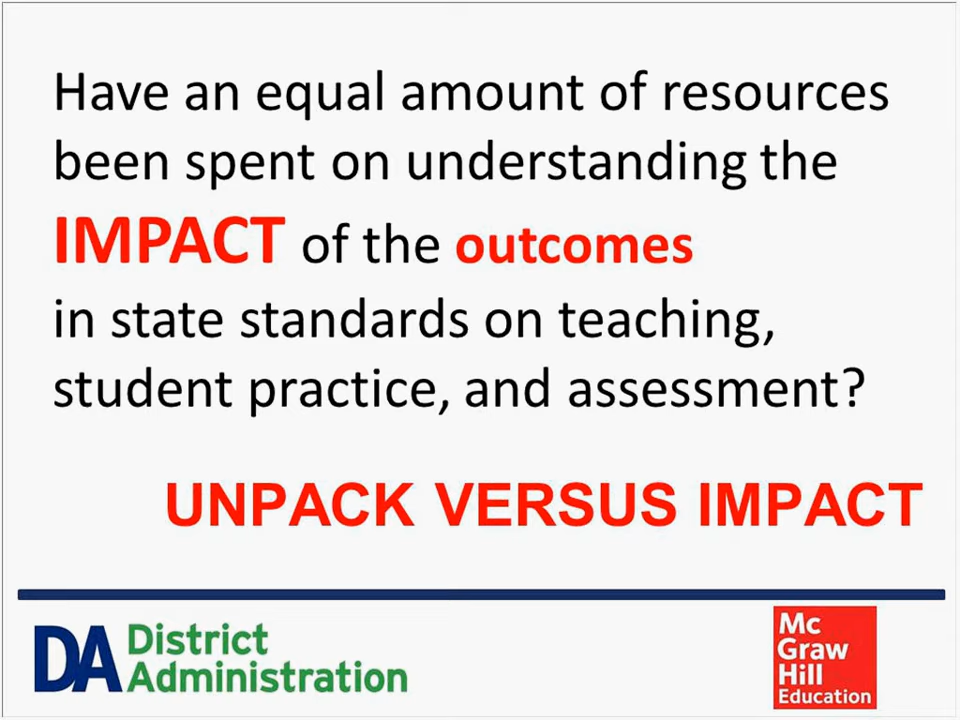 Have an equal amount of resources
been spent on understanding the
IMPACT of the outcomes
in state standards on teaching,
student practice, and assessment?
UNPACK VERSUS IMPACT
DA District
Administration
Mc
Graw
Hill
Education